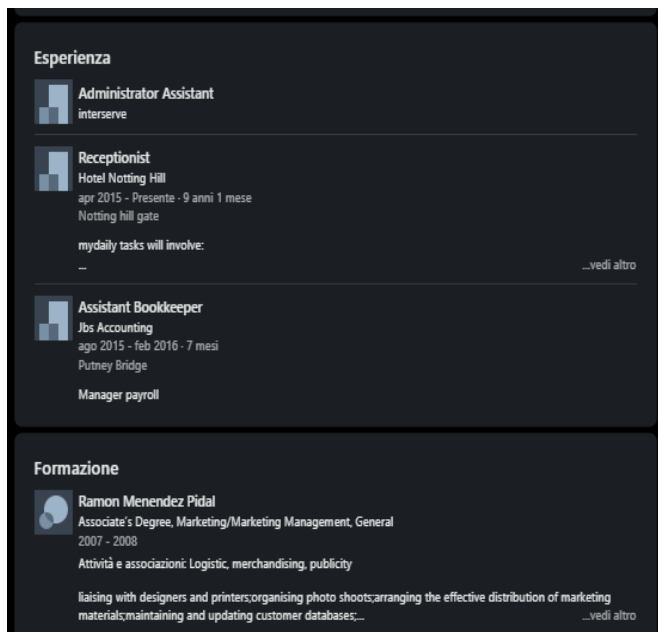 Esperienza
Administrator Assistant
interserve
Receptionist
Hotel Notting Hill
apr 2015 - Presente · 9 anni 1 mese
Notting hill gate
mydaily tasks will involve:
...
...vedi altro
Assistant Bookkeeper
Jbs Accounting
ago 2015 - feb 2016 · 7 mesi
Putney Bridge
Manager payroll
Formazione
Ramon Menendez Pidal
Associate's Degree, Marketing/Marketing Management, General
2007 - 2008
Attività e associazioni: Logistic, merchandising, publicity
liaising with designers and printers;organising photo shoots;arranging the effective distribution of marketing
materials;maintaining and updating customer databases;...
...vedi altro